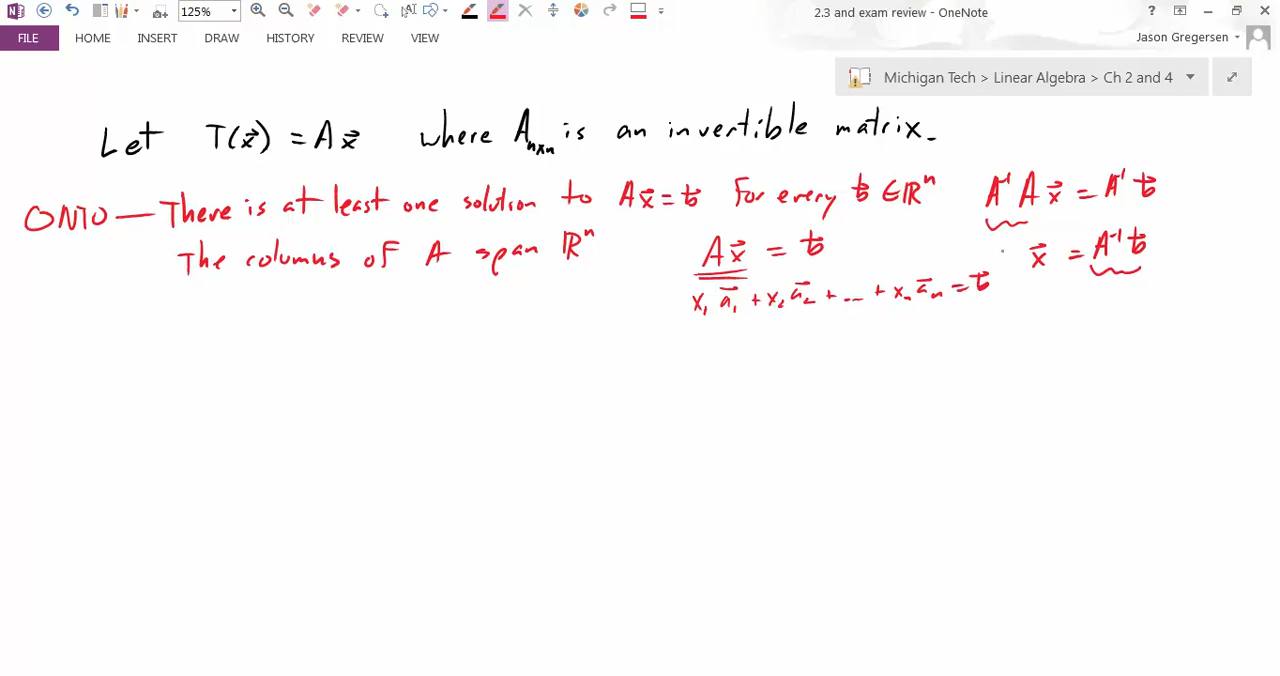 125%
2.3 and exam review - OneNote
?
FILE HOME INSERT DRAW HISTORY REVIEW VIEW
Jason Gregersen
Michigan Tech > Linear Algebra > Ch 2 and 4
Let T(x⃗) = Ax⃗ where Aₙₓₙ is an invertible matrix.
ONTO — There is at least one solution to Ax⃗ = b⃗ For every b⃗ ∈ ℝⁿ
The columns of A span ℝⁿ
Ax⃗ = b⃗
x₁a⃗₁ + x₂a⃗₂ + ... + xₙa⃗ₙ = b⃗
A⁻¹Ax⃗ = A⁻¹b⃗
x⃗ = A⁻¹b⃗